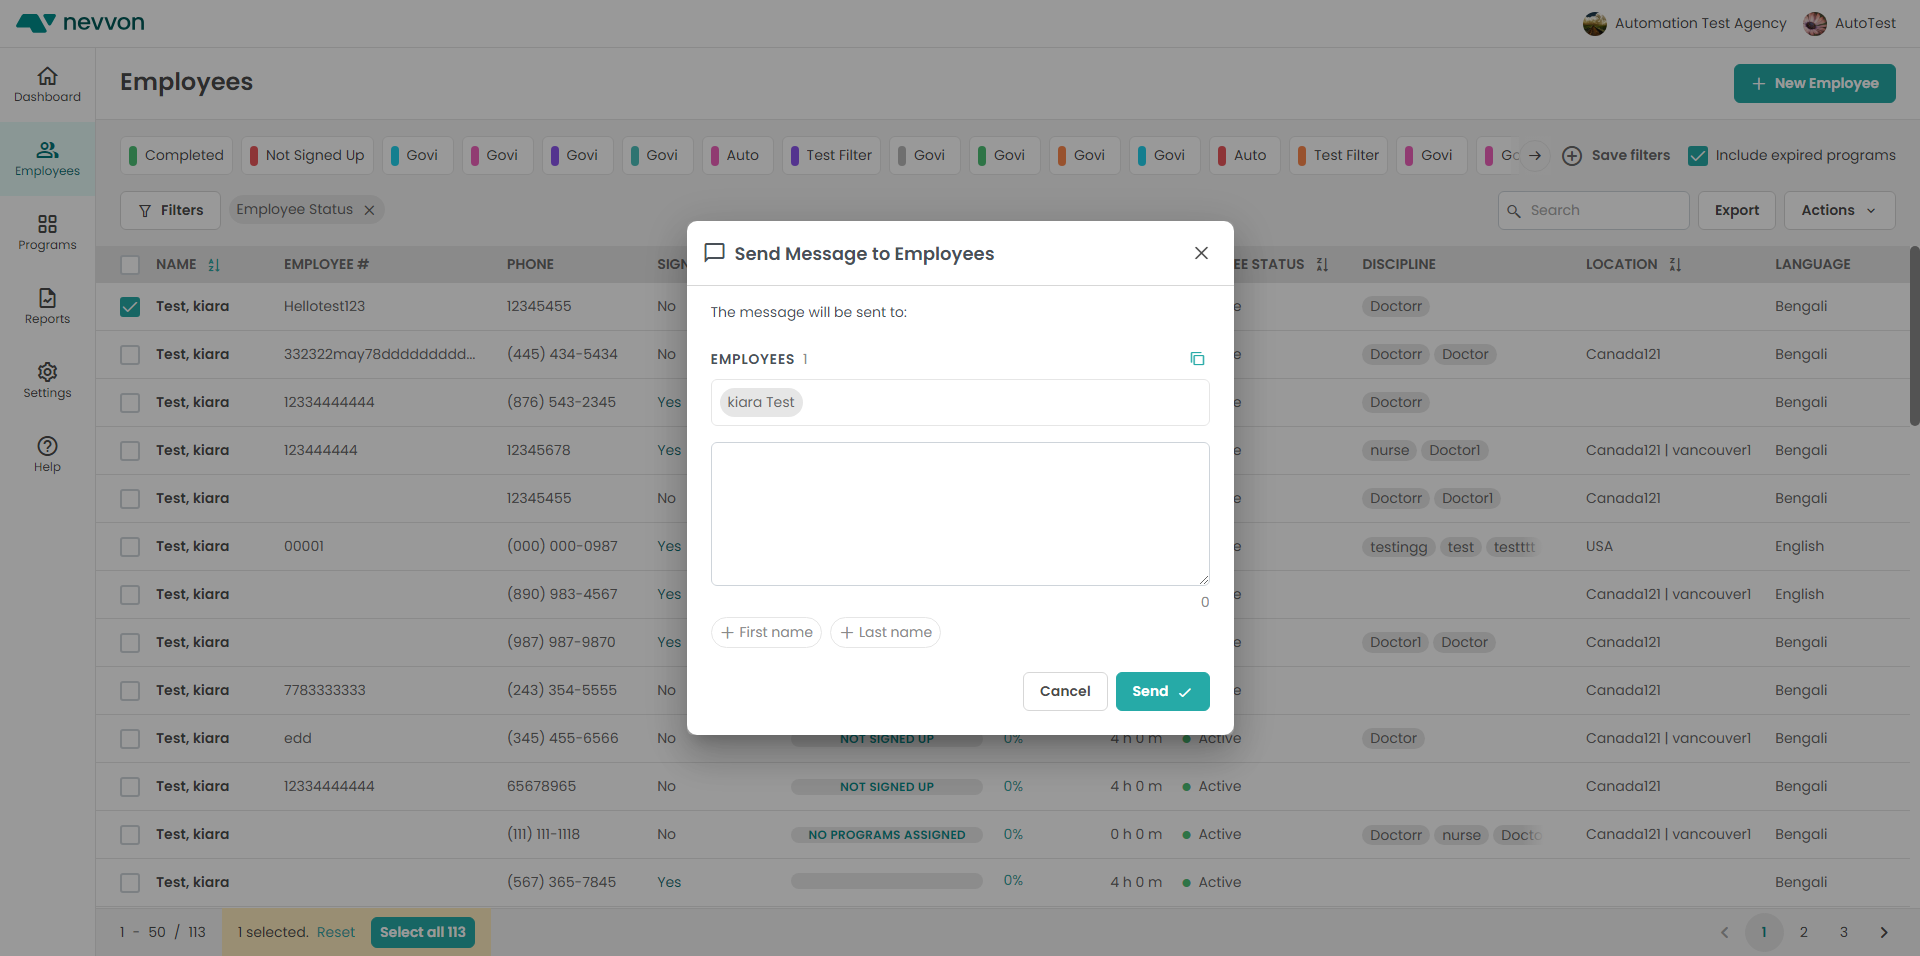 nevvon
Automation Test Agency
AutoTest
Dashboard
Employees
Programs
Reports
Settings
Help
Employees
New Employee
Completed Not Signed Up Govi Govi Govi Govi Auto Test Filter Govi Govi Govi Govi Auto Test Filter Govi
Save filters
Include expired programs
Filters
Employee Status
Search
Export
Actions
NAME EMPLOYEE # PHONE STATUS DISCIPLINE LOCATION LANGUAGE
Test, kiara Hellotest123 12345455 No Doctorr Bengali
Test, kiara 332322may78ddddddddd... (445) 434-5434 No Doctorr Doctor Canada121 Bengali
Test, kiara 12334444444 (876) 543-2345 Yes Doctorr Bengali
Test, kiara 123444444 12345678 Yes nurse Doctor1 Canada121 | vancouver1 Bengali
Test, kiara 12345455 No Doctorr Doctor1 Canada121 Bengali
Test, kiara 00001 (000) 000-0987 Yes testingg test USA English
Test, kiara (890) 983-4567 Yes Canada121 | vancouver1 English
Test, kiara (987) 987-9870 Yes Doctor1 Doctor Canada121 Bengali
Test, kiara 7783333333 (243) 354-5555 No Canada121 Bengali
Test, kiara edd (345) 455-6566 No NOT SIGNED UP 0% 4 h 0 m Active Doctor Canada121 | vancouver1 Bengali
Test, kiara 12334444444 65678965 No NOT SIGNED UP 0% 4 h 0 m Active Canada121 Bengali
Test, kiara (111) 111-1118 No NO PROGRAMS ASSIGNED 0% 0 h 0 m Active Doctorr nurse Canada121 | vancouver1 Bengali
Test, kiara (567) 365-7845 Yes 0% 4 h 0 m Active Bengali
1 - 50 / 113
1 selected. Reset Select all 113
1 2 3
Send Message to Employees
The message will be sent to:
EMPLOYEES 1
kiara Test
0
First name
Last name
Cancel
Send